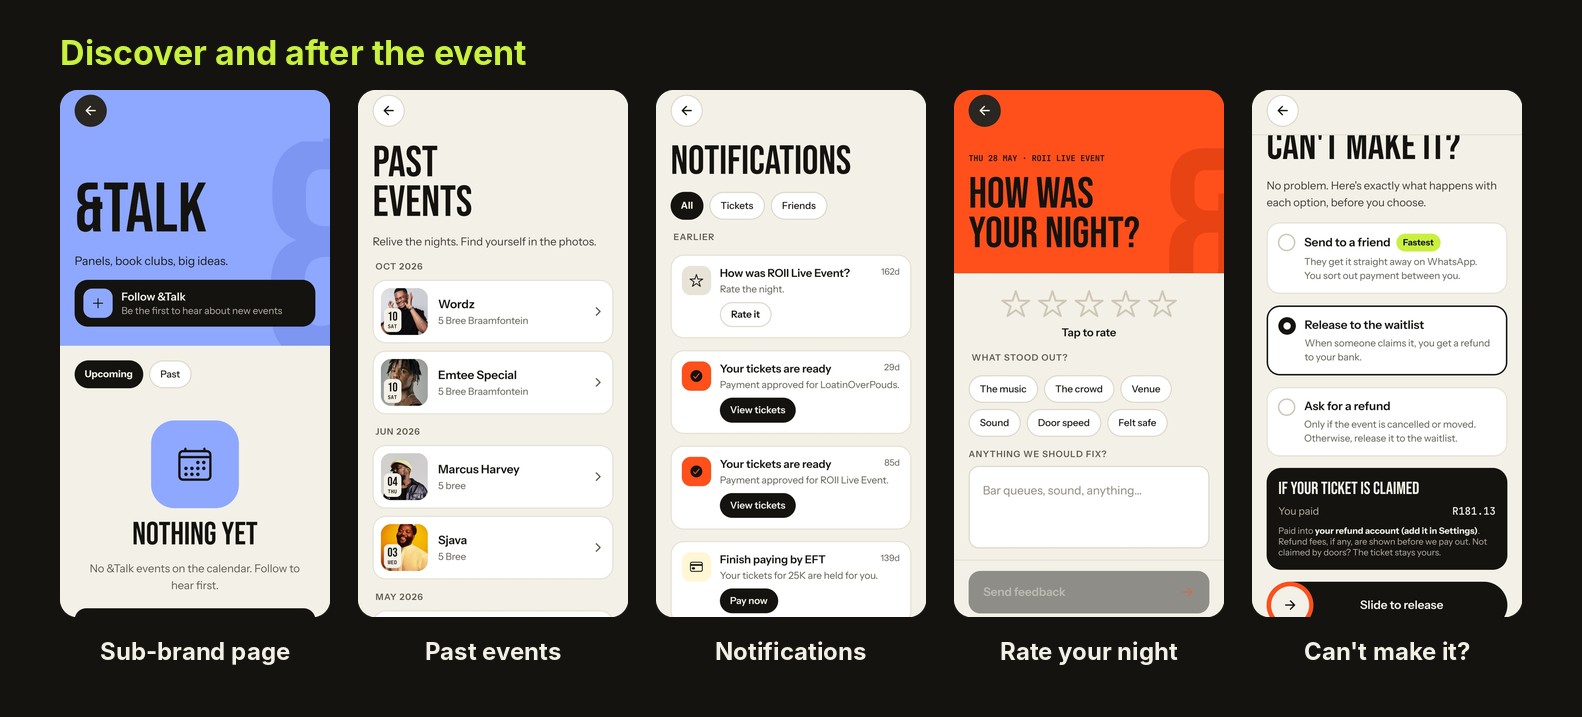 Discover and after the event
&TALK
Panels, book clubs, big ideas.
Follow &Talk
Be the first to hear about new events
Upcoming
Past
NOTHING YET
No &Talk events on the calendar. Follow to
hear first.
Sub-brand page
PAST
EVENTS
Relive the nights. Find yourself in the photos.
OCT 2026
10
SAT
Wordz
5 Bree Braamfontein
10
SAT
Emtee Special
5 Bree Braamfontein
JUN 2026
04
THU
Marcus Harvey
5 bree
03
WED
Sjava
5 Bree
MAY 2026
Past events
NOTIFICATIONS
All
Tickets
Friends
EARLIER
How was ROII Live Event?
162d
Rate the night.
Rate it
Your tickets are ready
29d
Payment approved for LoatinOverPouds.
View tickets
Your tickets are ready
85d
Payment approved for ROII Live Event.
View tickets
Finish paying by EFT
139d
Your tickets for 25K are held for you.
Pay now
Notifications
&
THU 28 MAY · ROII LIVE EVENT
HOW WAS
YOUR NIGHT?
Tap to rate
WHAT STOOD OUT?
The music
The crowd
Venue
Sound
Door speed
Felt safe
ANYTHING WE SHOULD FIX?
Bar queues, sound, anything...
Send feedback
Rate your night
CAN'T MAKE IT?
No problem. Here's exactly what happens with
each option, before you choose.
Send to a friend
Fastest
They get it straight away on WhatsApp.
You sort out payment between you.
Release to the waitlist
When someone claims it, you get a refund
to your bank.
Ask for a refund
Only if the event is cancelled or moved.
Otherwise, release it to the waitlist.
IF YOUR TICKET IS CLAIMED
You paid
R181.13
Paid into your refund account (add it in Settings).
Refund fees, if any, are shown before we pay out. Not
claimed by doors? The ticket stays yours.
Slide to release
Can't make it?